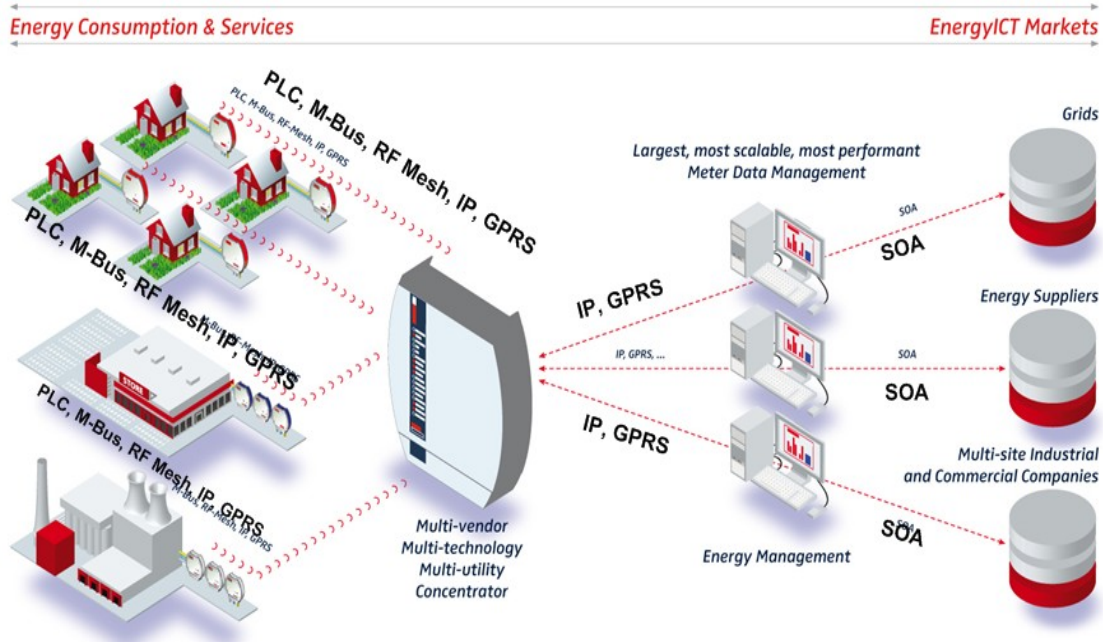 Energy Consumption & Services
EnergyICT Markets
PLC, M-Bus, RF Mesh, IP, GPRS
PLC, M-Bus, RF-Mesh, IP, GPRS
Grids
Largest, most scalable, most performant
Meter Data Management
SOA
SOA
PLC, M-Bus, RF Mesh, IP, GPRS
IP, GPRS
Energy Suppliers
STORE
IP, GPRS, ...
SOA
SOA
PLC, M-Bus, RF Mesh, IP, GPRS
M-Bus, RF-Mesh, IP, GPRS
IP, GPRS
Multi-site Industrial
and Commercial Companies
SOA
Multi-vendor
Multi-technology
Multi-utility
Concentrator
Energy Management